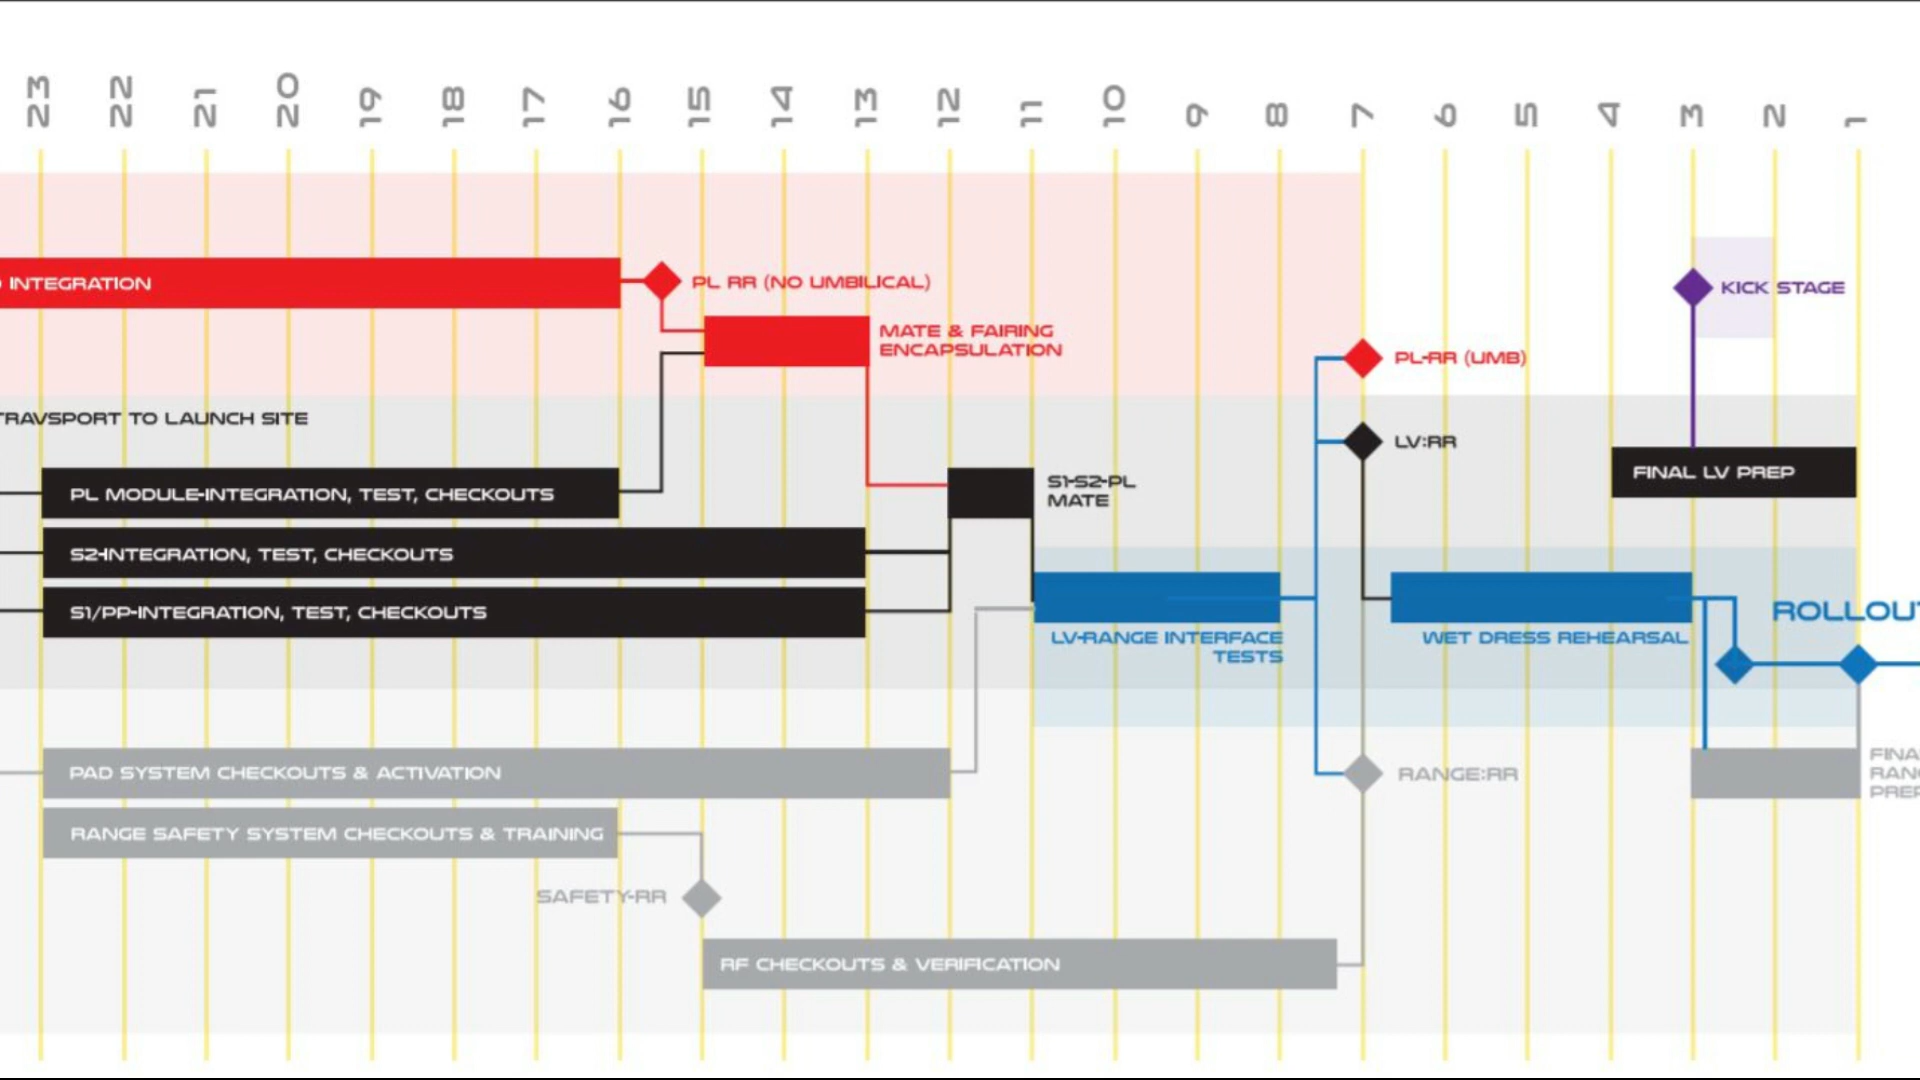 23 22 21 20 19 18 17 16 15 14 13 12 11 10 9 8 7 6 5 4 3 2 1
INTEGRATION
PL RR (NO UMBILICAL)
KICK STAGE
MATE & FAIRING
ENCAPSULATION
PL-RR (UMB)
TRAVSPORT TO LAUNCH SITE
LV:RR
FINAL LV PREP
S1-S2-PL
MATE
PL MODULE-INTEGRATION, TEST, CHECKOUTS
S2-INTEGRATION, TEST, CHECKOUTS
S1/PP-INTEGRATION, TEST, CHECKOUTS
LV-RANGE INTERFACE
TESTS
WET DRESS REHEARSAL
ROLLOUT
PAD SYSTEM CHECKOUTS & ACTIVATION
RANGE:RR
FINA
RANG
PREP
RANGE SAFETY SYSTEM CHECKOUTS & TRAINING
SAFETY-RR
RF CHECKOUTS & VERIFICATION